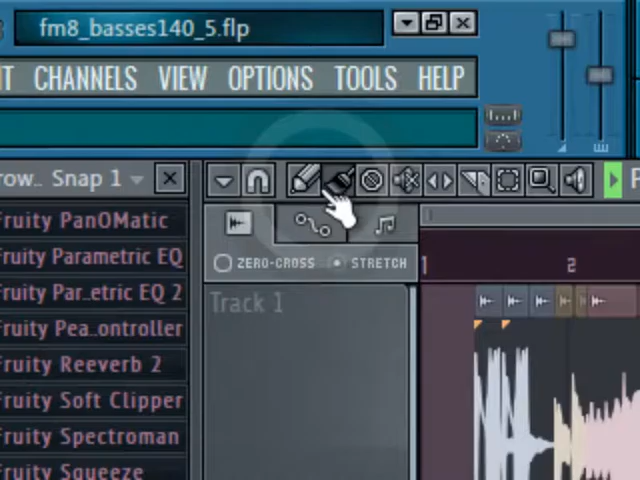 fm8_basses140_5.flp
CHANNELS VIEW OPTIONS TOOLS HELP
row.. Snap 1
Fruity PanOMatic
Fruity Parametric EQ
Fruity Par..etric EQ 2
Fruity Pea..ontroller
Fruity Reeverb 2
Fruity Soft Clipper
Fruity Spectroman
Fruity Squeeze
ZERO-CROSS STRETCH
1 2
Track 1